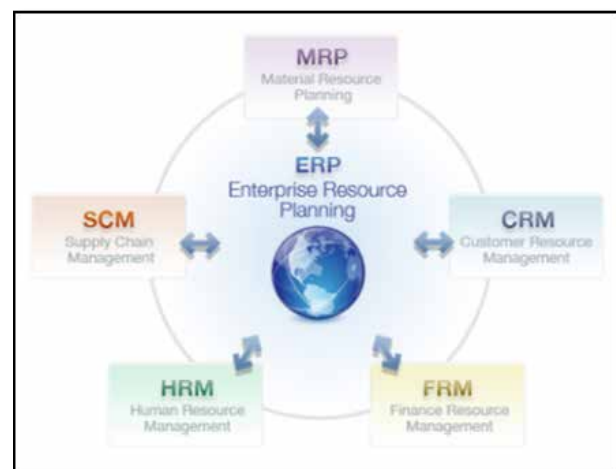 MRP
Material Resource
Planning
ERP
Enterprise Resource
Planning
SCM
Supply Chain
Management
CRM
Customer Resource
Management
HRM
Human Resource
Management
FRM
Finance Resource
Management